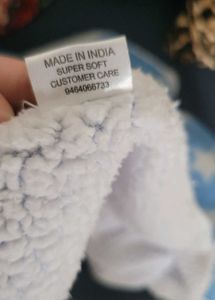 MADE IN INDIA
SUPER SOFT
CUSTOMER CARE
9464066733